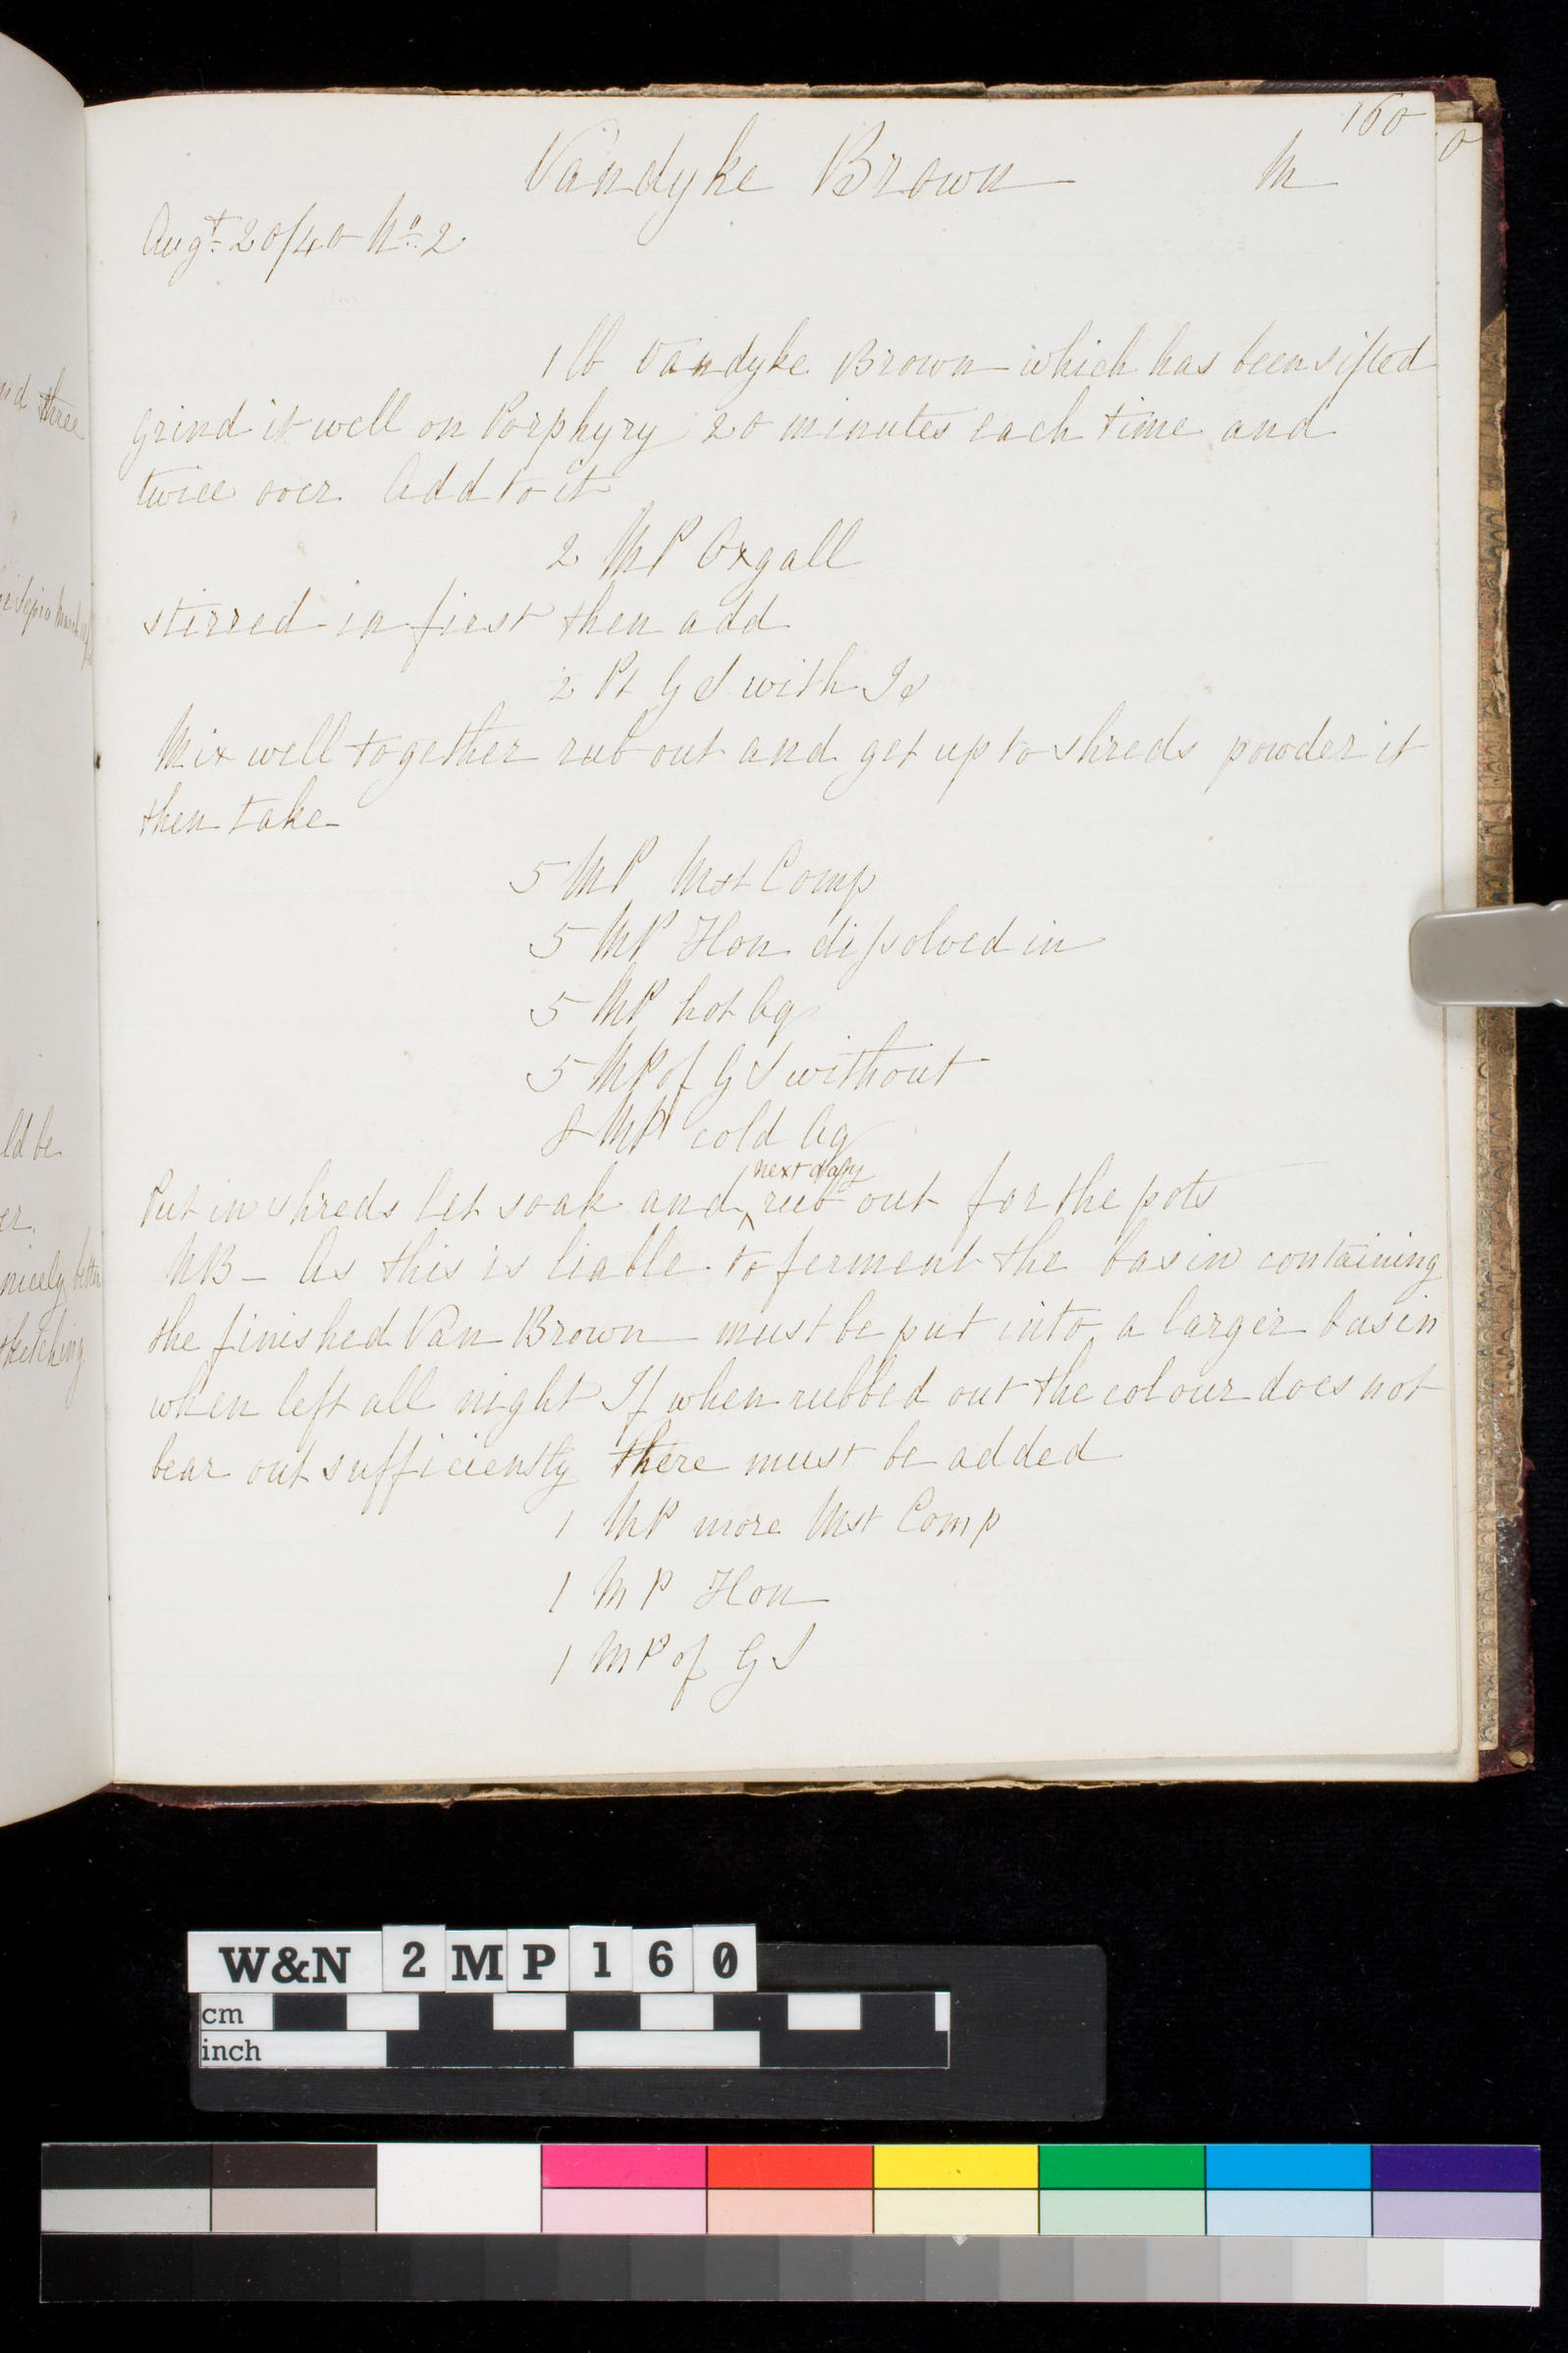 160
Vandyke Brown M
Augt 20/40 No 2
1 lb Vandyke Brown which has been sifted
grind it well on Porphyry 20 minutes each time and
twice over Add to it
2 MP Oxgall
stirred in first then add
2 Pt G S with Is
Mix well together rub out and get up to shreds powder it
then take
5 MP Mst Comp
5 MP Hon dissolved in
5 MP hot Aq
5 MP of G S without
8 MP cold Aq
next day
Put in shreds let soak and rub out for the pots
NB - As this is liable to ferment the basin containing
the finished Van Brown must be put into a larger basin
when left all night If when rubbed out the colour does not
bear out sufficiently there must be added
1 MP more Mst Comp
1 MP Hon
1 MP of G S
three
ld be
er
nicely better
sketching
W&N 2MP160
cm
inch